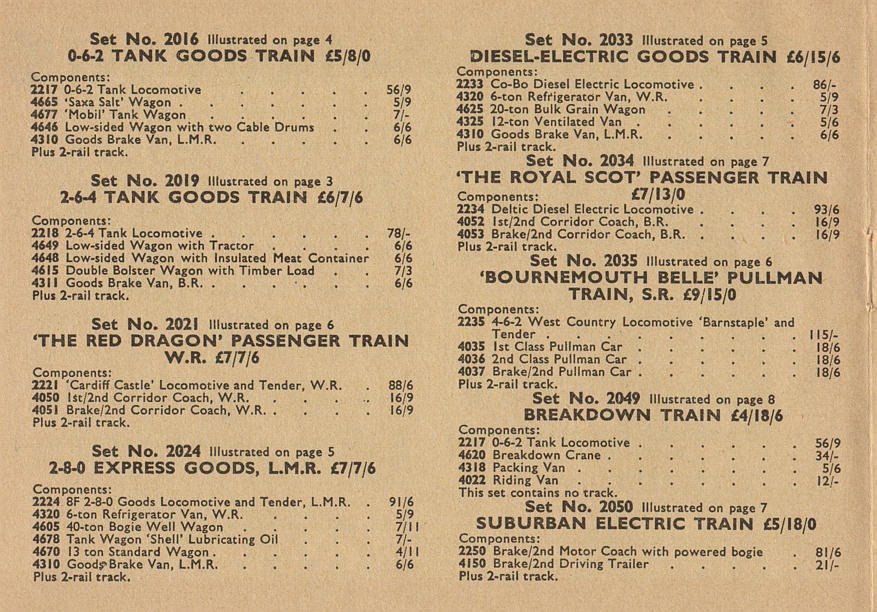 Set No. 2016 Illustrated on page 4
0-6-2 TANK GOODS TRAIN £5/8/0
Components:
2217 0-6-2 Tank Locomotive . . . . . 56/9
4665 'Saxa Salt' Wagon . . . . . . 5/9
4677 'Mobil' Tank Wagon . . . . . 7/-
4646 Low-sided Wagon with two Cable Drums . . 6/6
4310 Goods Brake Van, L.M.R. . . . . . 6/6
Plus 2-rail track.
Set No. 2019 Illustrated on page 3
2-6-4 TANK GOODS TRAIN £6/7/6
Components:
2218 2-6-4 Tank Locomotive . . . . . . 78/-
4649 Low-sided Wagon with Tractor . . . . 6/6
4648 Low-sided Wagon with Insulated Meat Container 6/6
4615 Double Bolster Wagon with Timber Load . . 7/3
4311 Goods Brake Van, B.R. . . . . . . 6/6
Plus 2-rail track.
Set No. 2021 Illustrated on page 6
'THE RED DRAGON' PASSENGER TRAIN
W.R. £7/7/6
Components:
2221 'Cardiff Castle' Locomotive and Tender, W.R. . 88/6
4050 1st/2nd Corridor Coach, W.R. . . . . 16/9
4051 Brake/2nd Corridor Coach, W.R. . . . . 16/9
Plus 2-rail track.
Set No. 2024 Illustrated on page 5
2-8-0 EXPRESS GOODS, L.M.R. £7/7/6
Components:
2224 8F 2-8-0 Goods Locomotive and Tender, L.M.R. . 91/6
4320 6-ton Refrigerator Van, W.R. . . . . 5/9
4605 40-ton Bogie Well Wagon . . . . 7/11
4678 Tank Wagon 'Shell' Lubricating Oil . . . 7/-
4670 13 ton Standard Wagon . . . . . 4/11
4310 Goods Brake Van, L.M.R. . . . . . 6/6
Plus 2-rail track.
Set No. 2033 Illustrated on page 5
DIESEL-ELECTRIC GOODS TRAIN £6/15/6
Components:
2233 Co-Bo Diesel Electric Locomotive . . . . 86/-
4320 6-ton Refrigerator Van, W.R. . . . . 5/9
4625 20-ton Bulk Grain Wagon . . . . . 7/3
4325 12-ton Ventilated Van . . . . . 5/6
4310 Goods Brake Van, L.M.R. . . . . . 6/6
Plus 2-rail track.
Set No. 2034 Illustrated on page 7
'THE ROYAL SCOT' PASSENGER TRAIN
£7/13/0
Components:
2234 Deltic Diesel Electric Locomotive . . . . 93/6
4052 1st/2nd Corridor Coach, B.R. . . . . 16/9
4053 Brake/2nd Corridor Coach, B.R. . . . . 16/9
Plus 2-rail track.
Set No. 2035 Illustrated on page 6
'BOURNEMOUTH BELLE' PULLMAN
TRAIN, S.R. £9/15/0
Components:
2235 4-6-2 West Country Locomotive 'Barnstaple' and
Tender . . . . . . . . 115/-
4035 1st Class Pullman Car . . . . . 18/6
4036 2nd Class Pullman Car . . . . . 18/6
4037 Brake/2nd Pullman Car . . . . . 18/6
Plus 2-rail track.
Set No. 2049 Illustrated on page 8
BREAKDOWN TRAIN £4/18/6
Components:
2217 0-6-2 Tank Locomotive . . . . . 56/9
4620 Breakdown Crane . . . . . . 34/-
4318 Packing Van . . . . . . . 5/6
4022 Riding Van . . . . . . . 12/-
This set contains no track.
Set No. 2050 Illustrated on page 7
SUBURBAN ELECTRIC TRAIN £5/18/0
Components:
2250 Brake/2nd Motor Coach with powered bogie . 81/6
4150 Brake/2nd Driving Trailer . . . . . 21/-
Plus 2-rail track.